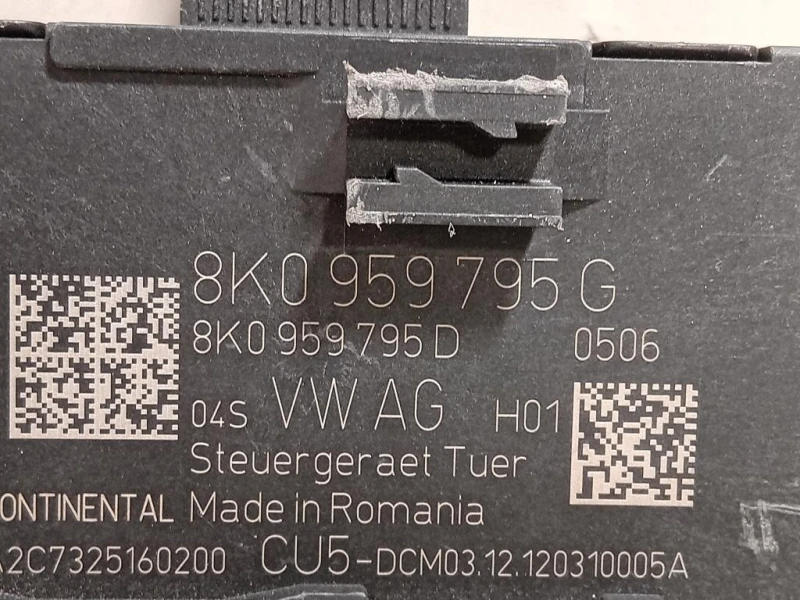 8K0 959 795 G
8K0 959 795 D 0506
04S VW AG H01
Steuergeraet Tuer
ONTINENTAL Made in Romania
A2C7325160200 CU5-DCM03.12.120310005A